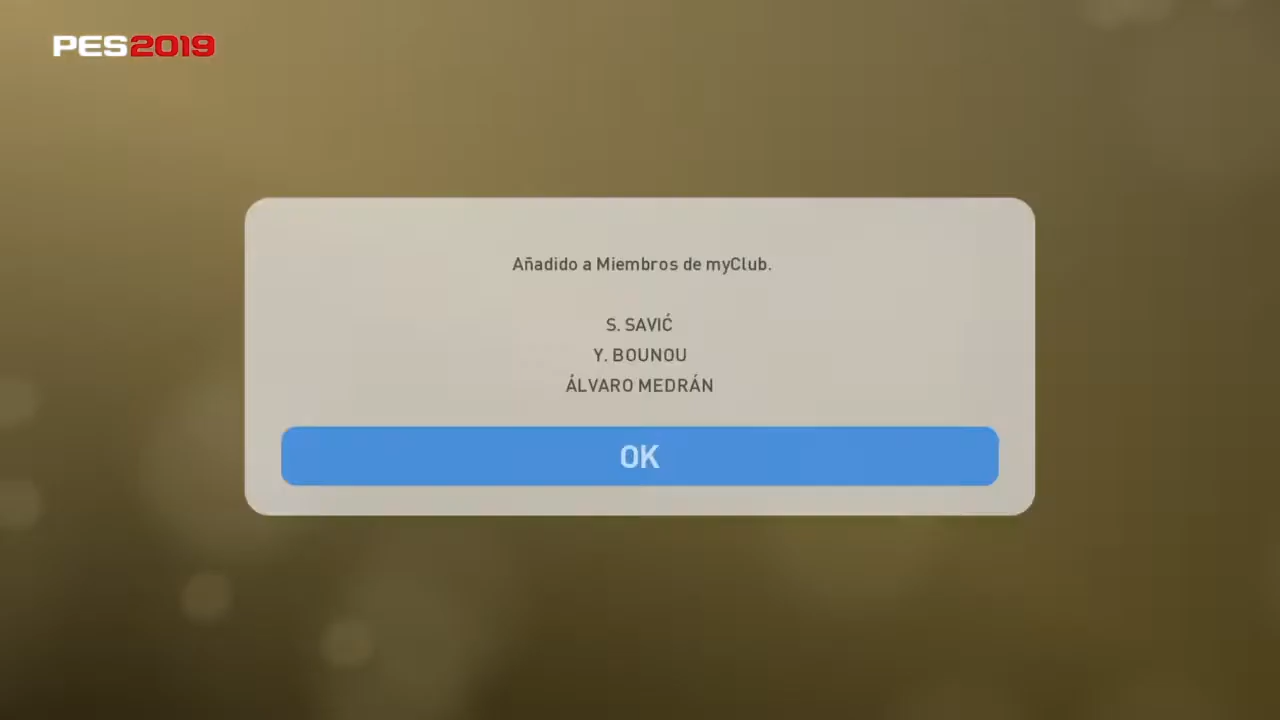 PES2019
Añadido a Miembros de myClub.
S. SAVIĆ
Y. BOUNOU
ÁLVARO MEDRÁN
OK